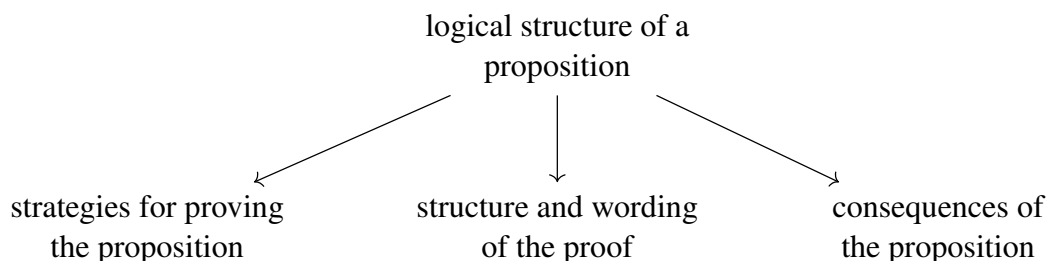 logical structure of a
proposition
strategies for proving
the proposition
structure and wording
of the proof
consequences of
the proposition